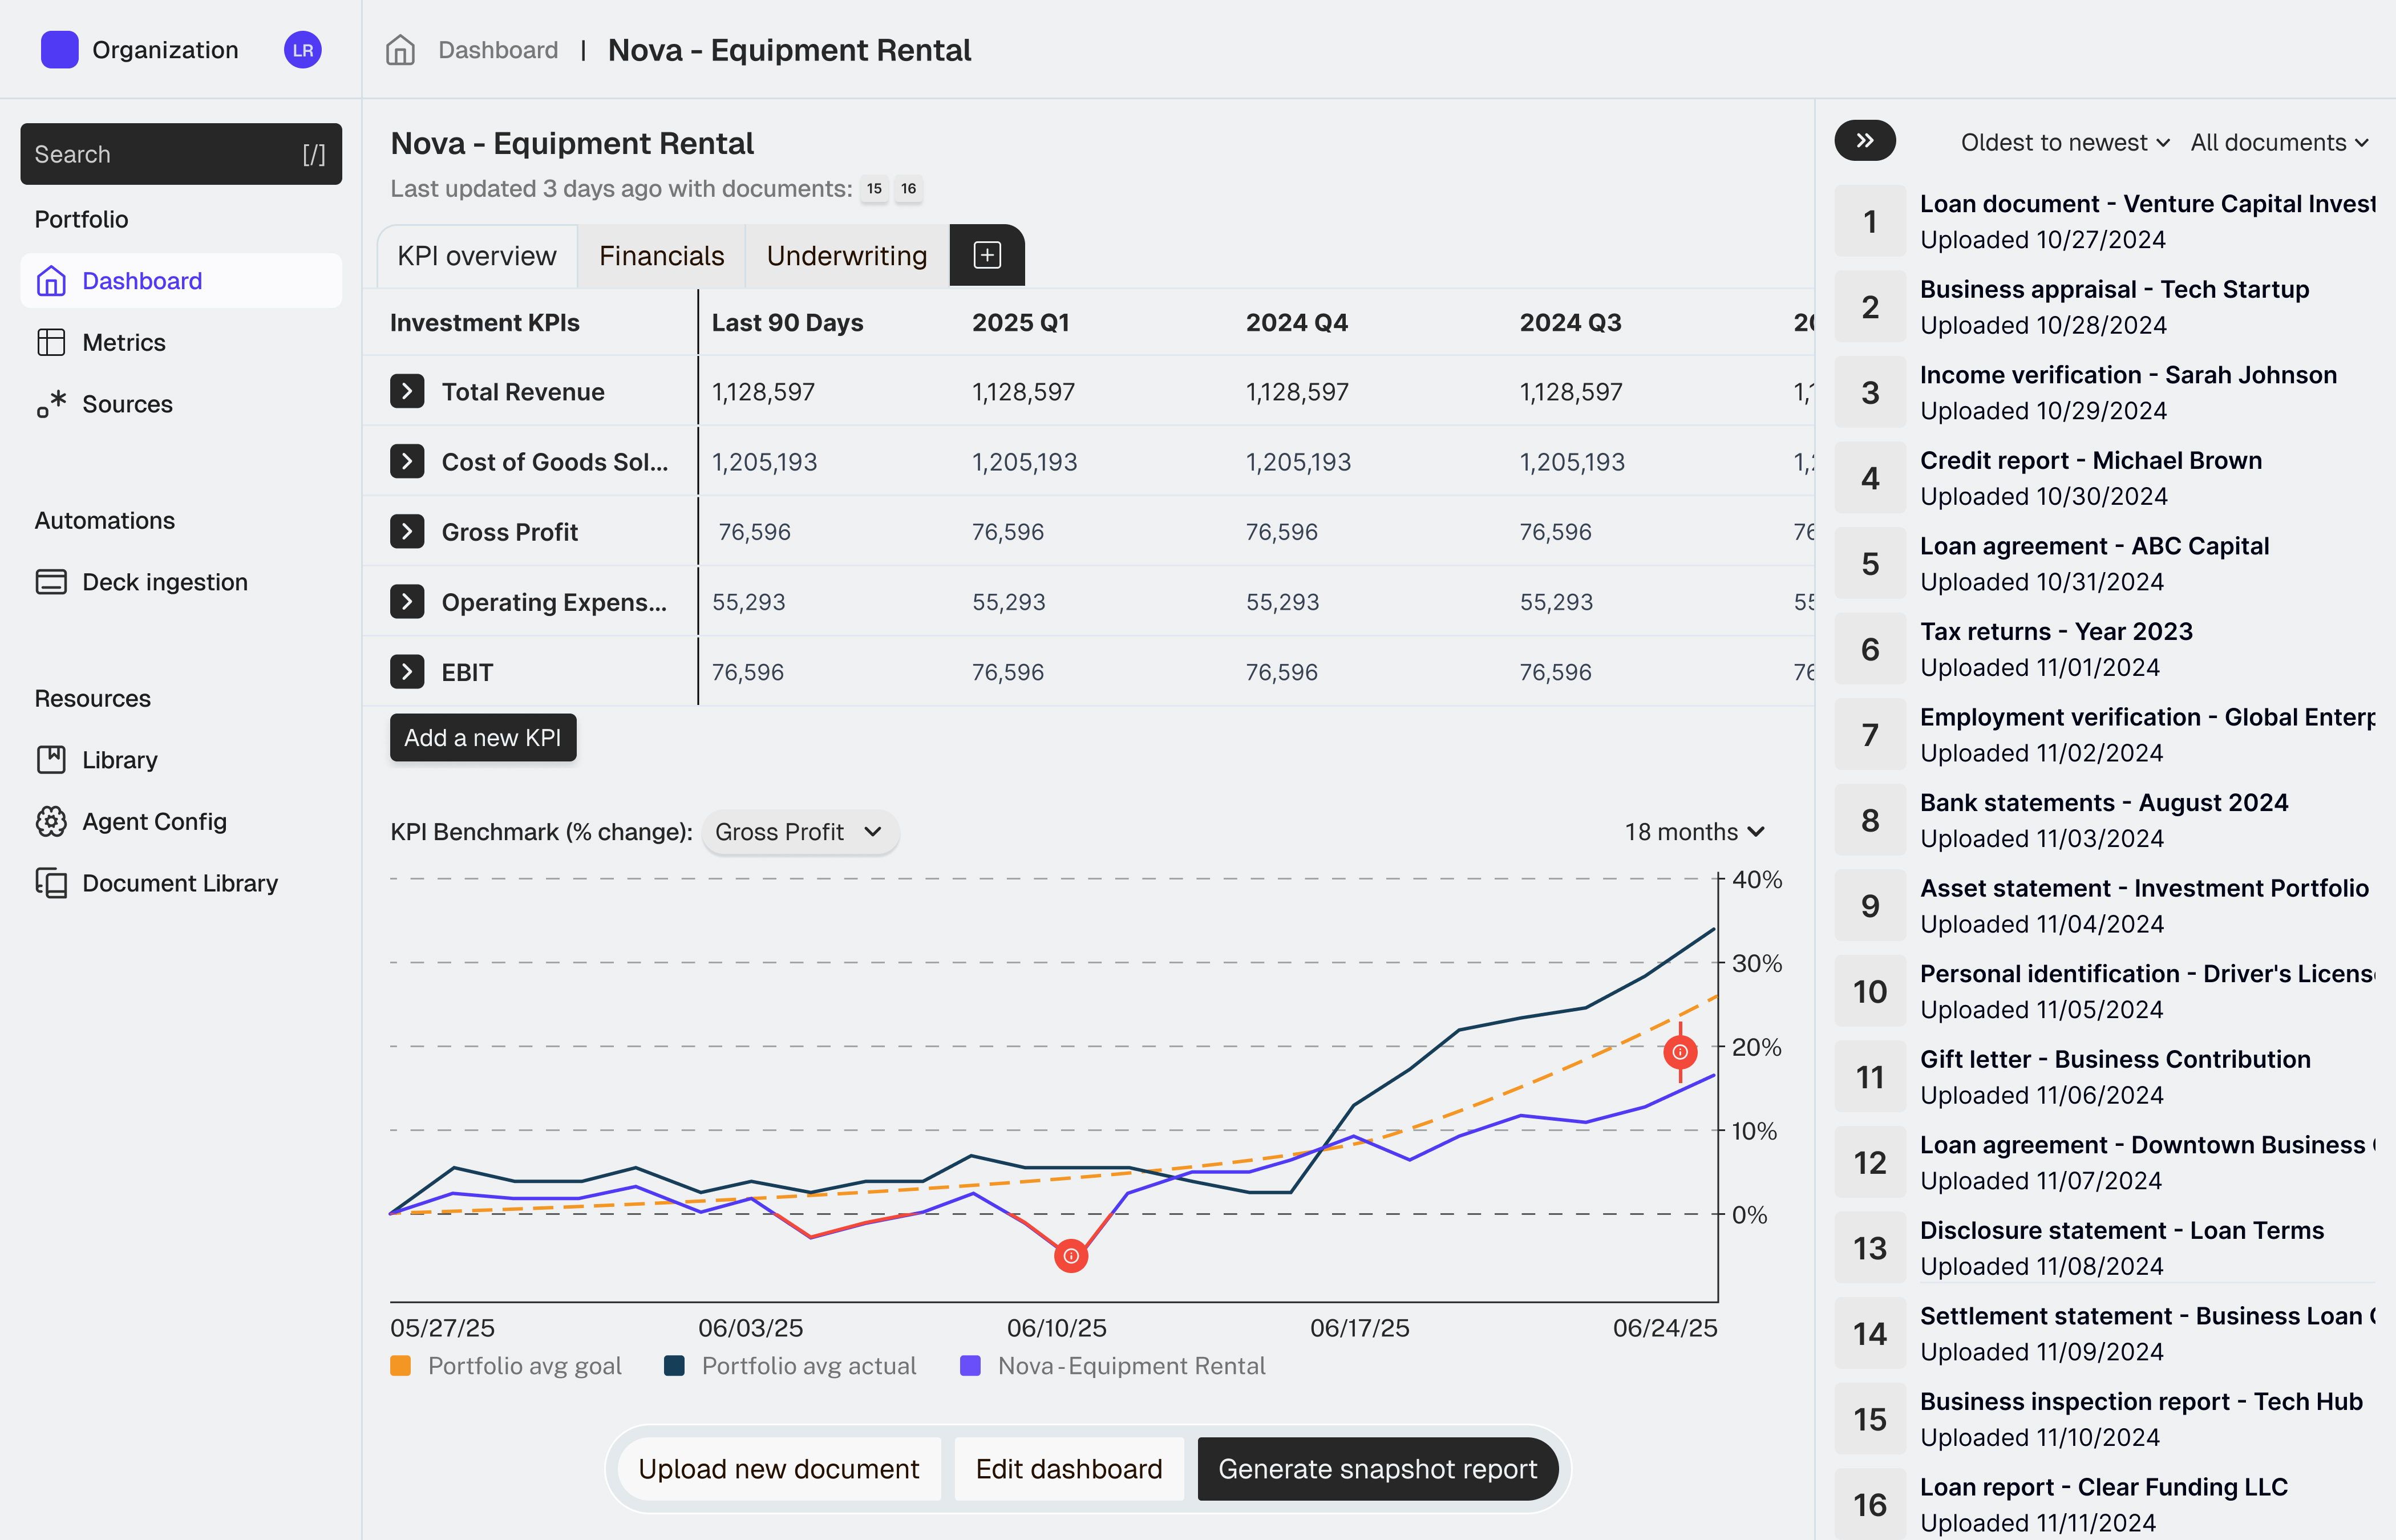 Organization LR
Dashboard | Nova - Equipment Rental
Search [/]
Portfolio
Dashboard
Metrics
Sources
Automations
Deck ingestion
Resources
Library
Agent Config
Document Library
Nova - Equipment Rental
Last updated 3 days ago with documents: 15 16
KPI overview Financials Underwriting
Investment KPIs Last 90 Days 2025 Q1 2024 Q4 2024 Q3 20
Total Revenue 1,128,597 1,128,597 1,128,597 1,128,597 1,1
Cost of Goods Sol... 1,205,193 1,205,193 1,205,193 1,205,193 1,2
Gross Profit 76,596 76,596 76,596 76,596 76
Operating Expens... 55,293 55,293 55,293 55,293 55
EBIT 76,596 76,596 76,596 76,596 76
Add a new KPI
KPI Benchmark (% change): Gross Profit 18 months
40%
30%
20%
10%
0%
05/27/25 06/03/25 06/10/25 06/17/25 06/24/25
Portfolio avg goal Portfolio avg actual Nova - Equipment Rental
Upload new document Edit dashboard Generate snapshot report
Oldest to newest All documents
1 Loan document - Venture Capital Invest
Uploaded 10/27/2024
2 Business appraisal - Tech Startup
Uploaded 10/28/2024
3 Income verification - Sarah Johnson
Uploaded 10/29/2024
4 Credit report - Michael Brown
Uploaded 10/30/2024
5 Loan agreement - ABC Capital
Uploaded 10/31/2024
6 Tax returns - Year 2023
Uploaded 11/01/2024
7 Employment verification - Global Enterp
Uploaded 11/02/2024
8 Bank statements - August 2024
Uploaded 11/03/2024
9 Asset statement - Investment Portfolio
Uploaded 11/04/2024
10 Personal identification - Driver's License
Uploaded 11/05/2024
11 Gift letter - Business Contribution
Uploaded 11/06/2024
12 Loan agreement - Downtown Business
Uploaded 11/07/2024
13 Disclosure statement - Loan Terms
Uploaded 11/08/2024
14 Settlement statement - Business Loan
Uploaded 11/09/2024
15 Business inspection report - Tech Hub
Uploaded 11/10/2024
16 Loan report - Clear Funding LLC
Uploaded 11/11/2024